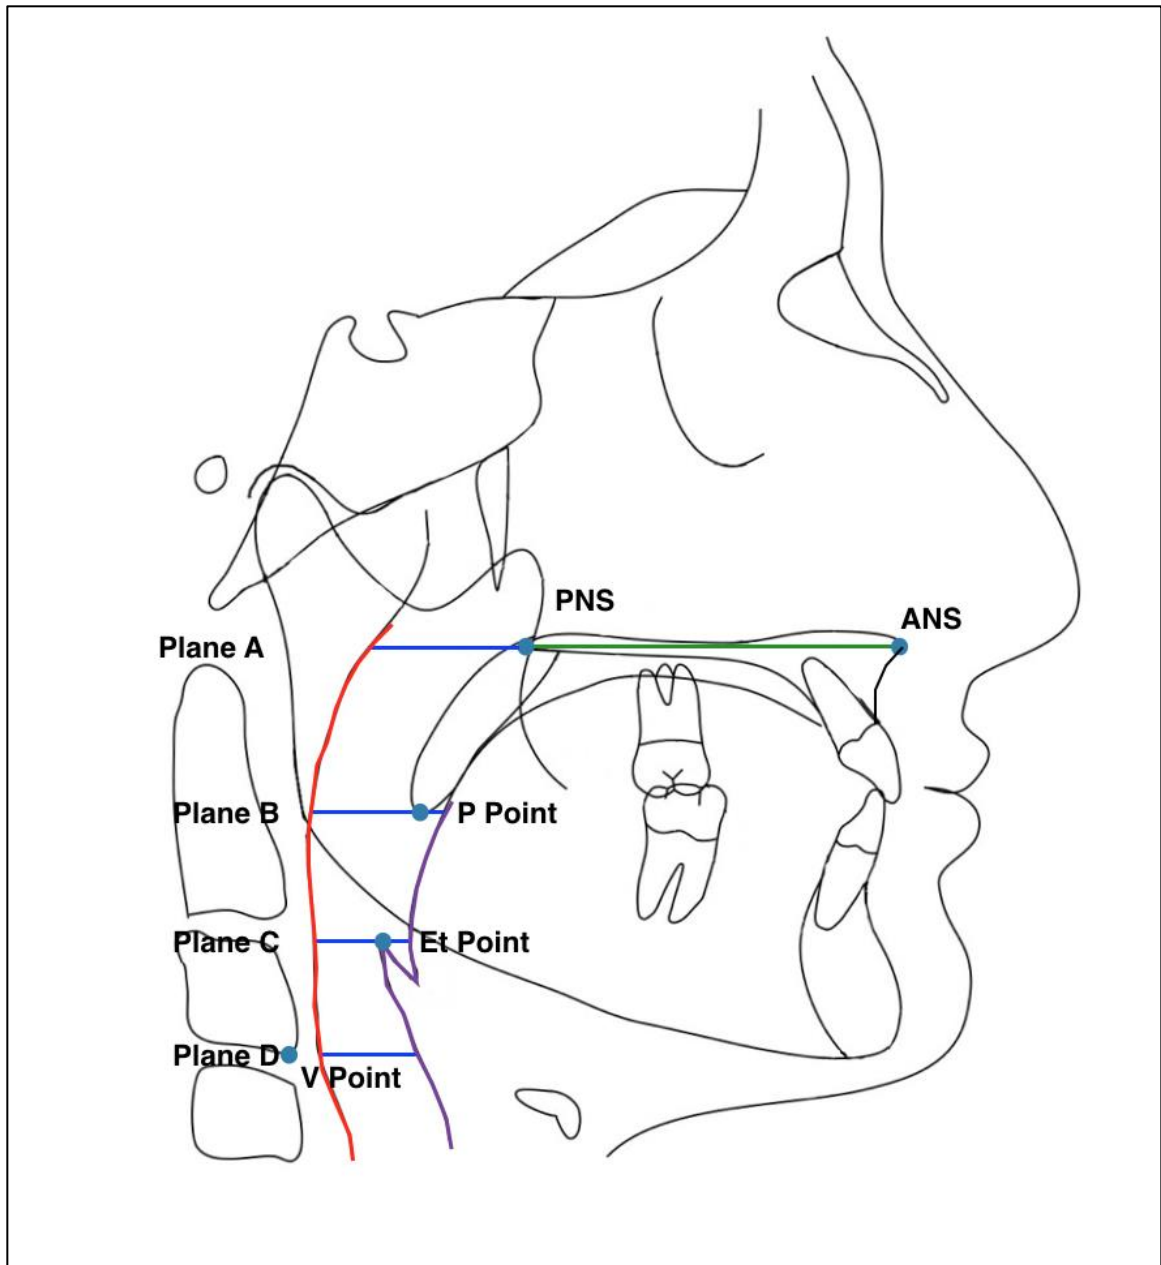 PNS
ANS
Plane A
Plane B
P Point
Plane C
Et Point
Plane D
V Point